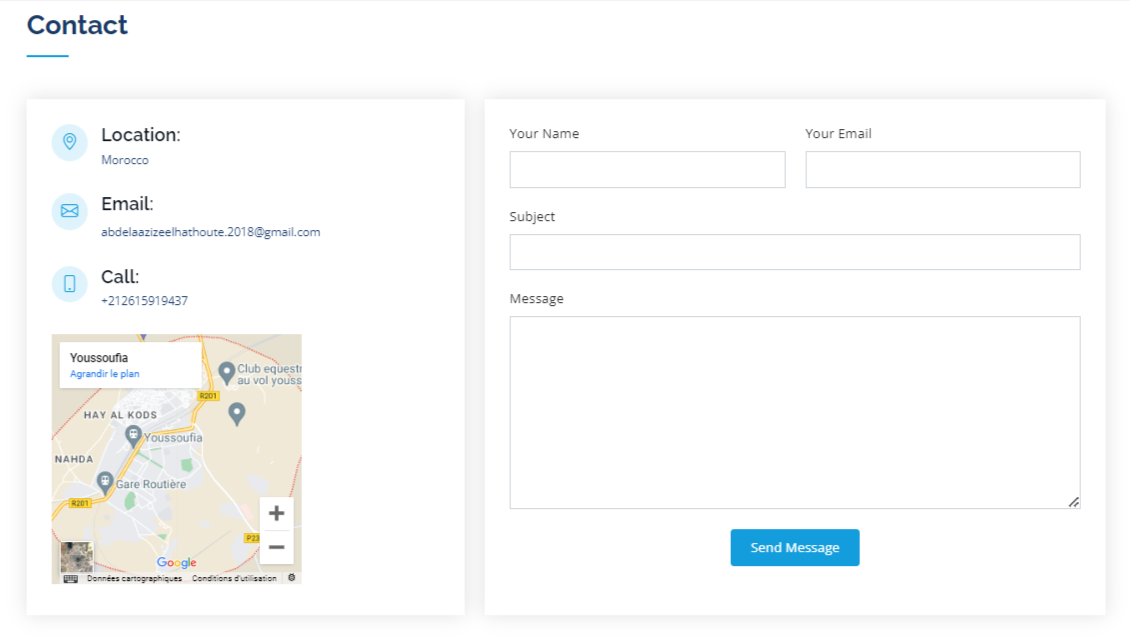 Contact
Location:
Morocco
Email:
abdelaazizeelhathoute.2018@gmail.com
Call:
+212615919437
Youssoufia
Agrandir le plan
Club equestr
au vol youss
R201
HAY AL KODS
Youssoufia
NAHDA
Gare Routière
R201
P23
Google
Données cartographiques Conditions d'utilisation
Your Name
Your Email
Subject
Message
Send Message